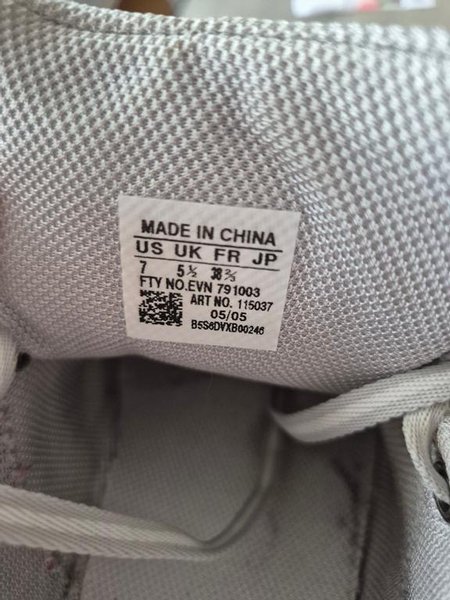 MADE IN CHINA
US UK FR JP
7 5½ 38⅔
FTY NO.EVN 791003
ART NO. 115037
05/05
B5S6DVXB00246